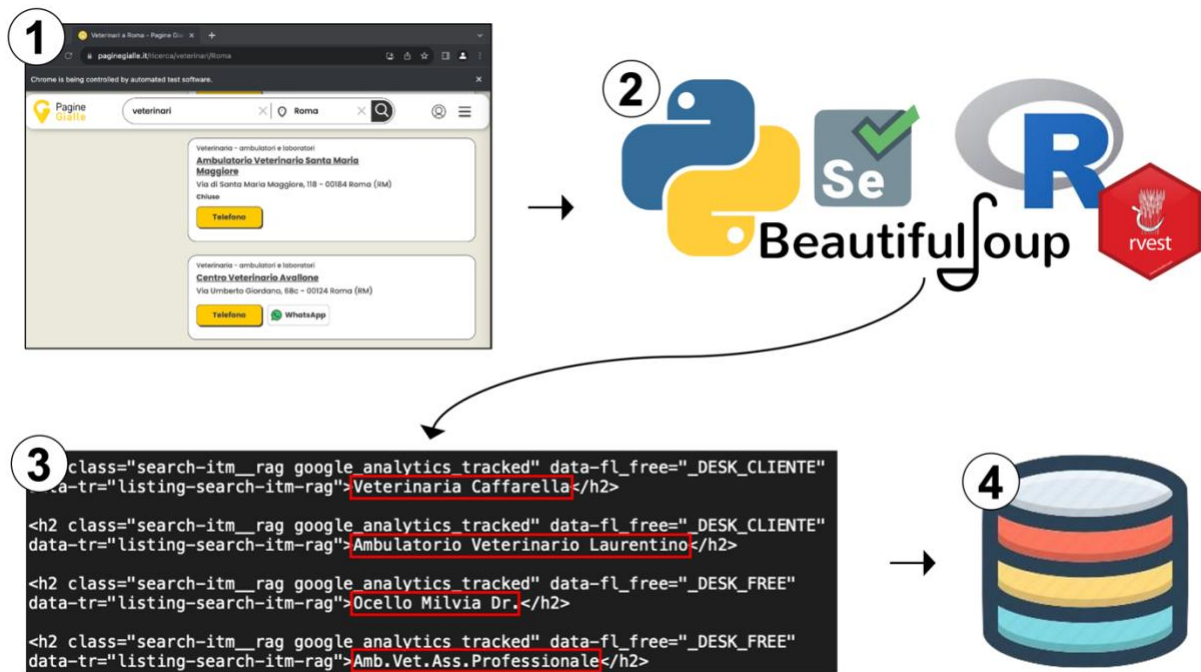 1
Veterinari a Roma - Pagine Gia
paginegialle.it/ricerca/veterinari/Roma
Chrome is being controlled by automated test software.
Pagine
Gialle
veterinari
Roma
Veterinaria - ambulatori e laboratori
Ambulatorio Veterinario Santa Maria
Maggiore
Via di Santa Maria Maggiore, 118 - 00184 Roma (RM)
Chiuso
Telefono
Veterinaria - ambulatori e laboratori
Centro Veterinario Avallone
Via Umberto Giordano, 68c - 00124 Roma (RM)
Telefono
WhatsApp
2
Se
R
BeautifulSoup
rvest
3
class="search-itm__rag google_analytics_tracked" data-fl_free="_DESK_CLIENTE"
data-tr="listing-search-itm-rag">Veterinaria Caffarella</h2>
<h2 class="search-itm__rag google_analytics_tracked" data-fl_free="_DESK_CLIENTE"
data-tr="listing-search-itm-rag">Ambulatorio Veterinario Laurentino</h2>
<h2 class="search-itm__rag google_analytics_tracked" data-fl_free="_DESK_FREE"
data-tr="listing-search-itm-rag">Ocello Milvia Dr.</h2>
<h2 class="search-itm__rag google_analytics_tracked" data-fl_free="_DESK_FREE"
data-tr="listing-search-itm-rag">Amb.Vet.Ass.Professionale</h2>
4